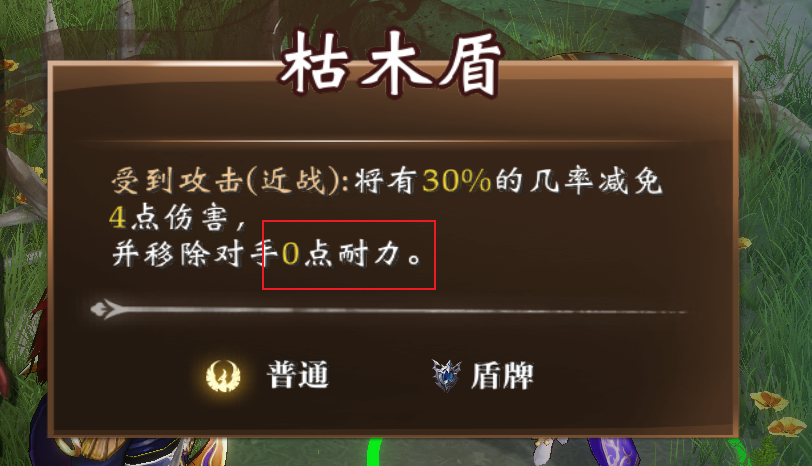 枯木盾
受到攻击(近战):将有30%的几率减免
4点伤害,
并移除对手0点耐力。
普通
盾牌